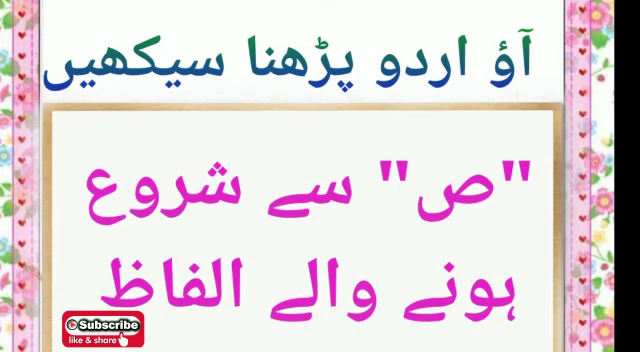 آؤ اردو پڑھنا سیکھیں
"ص" سے شروع
ہونے والے الفاظ
Subscribe
like & share